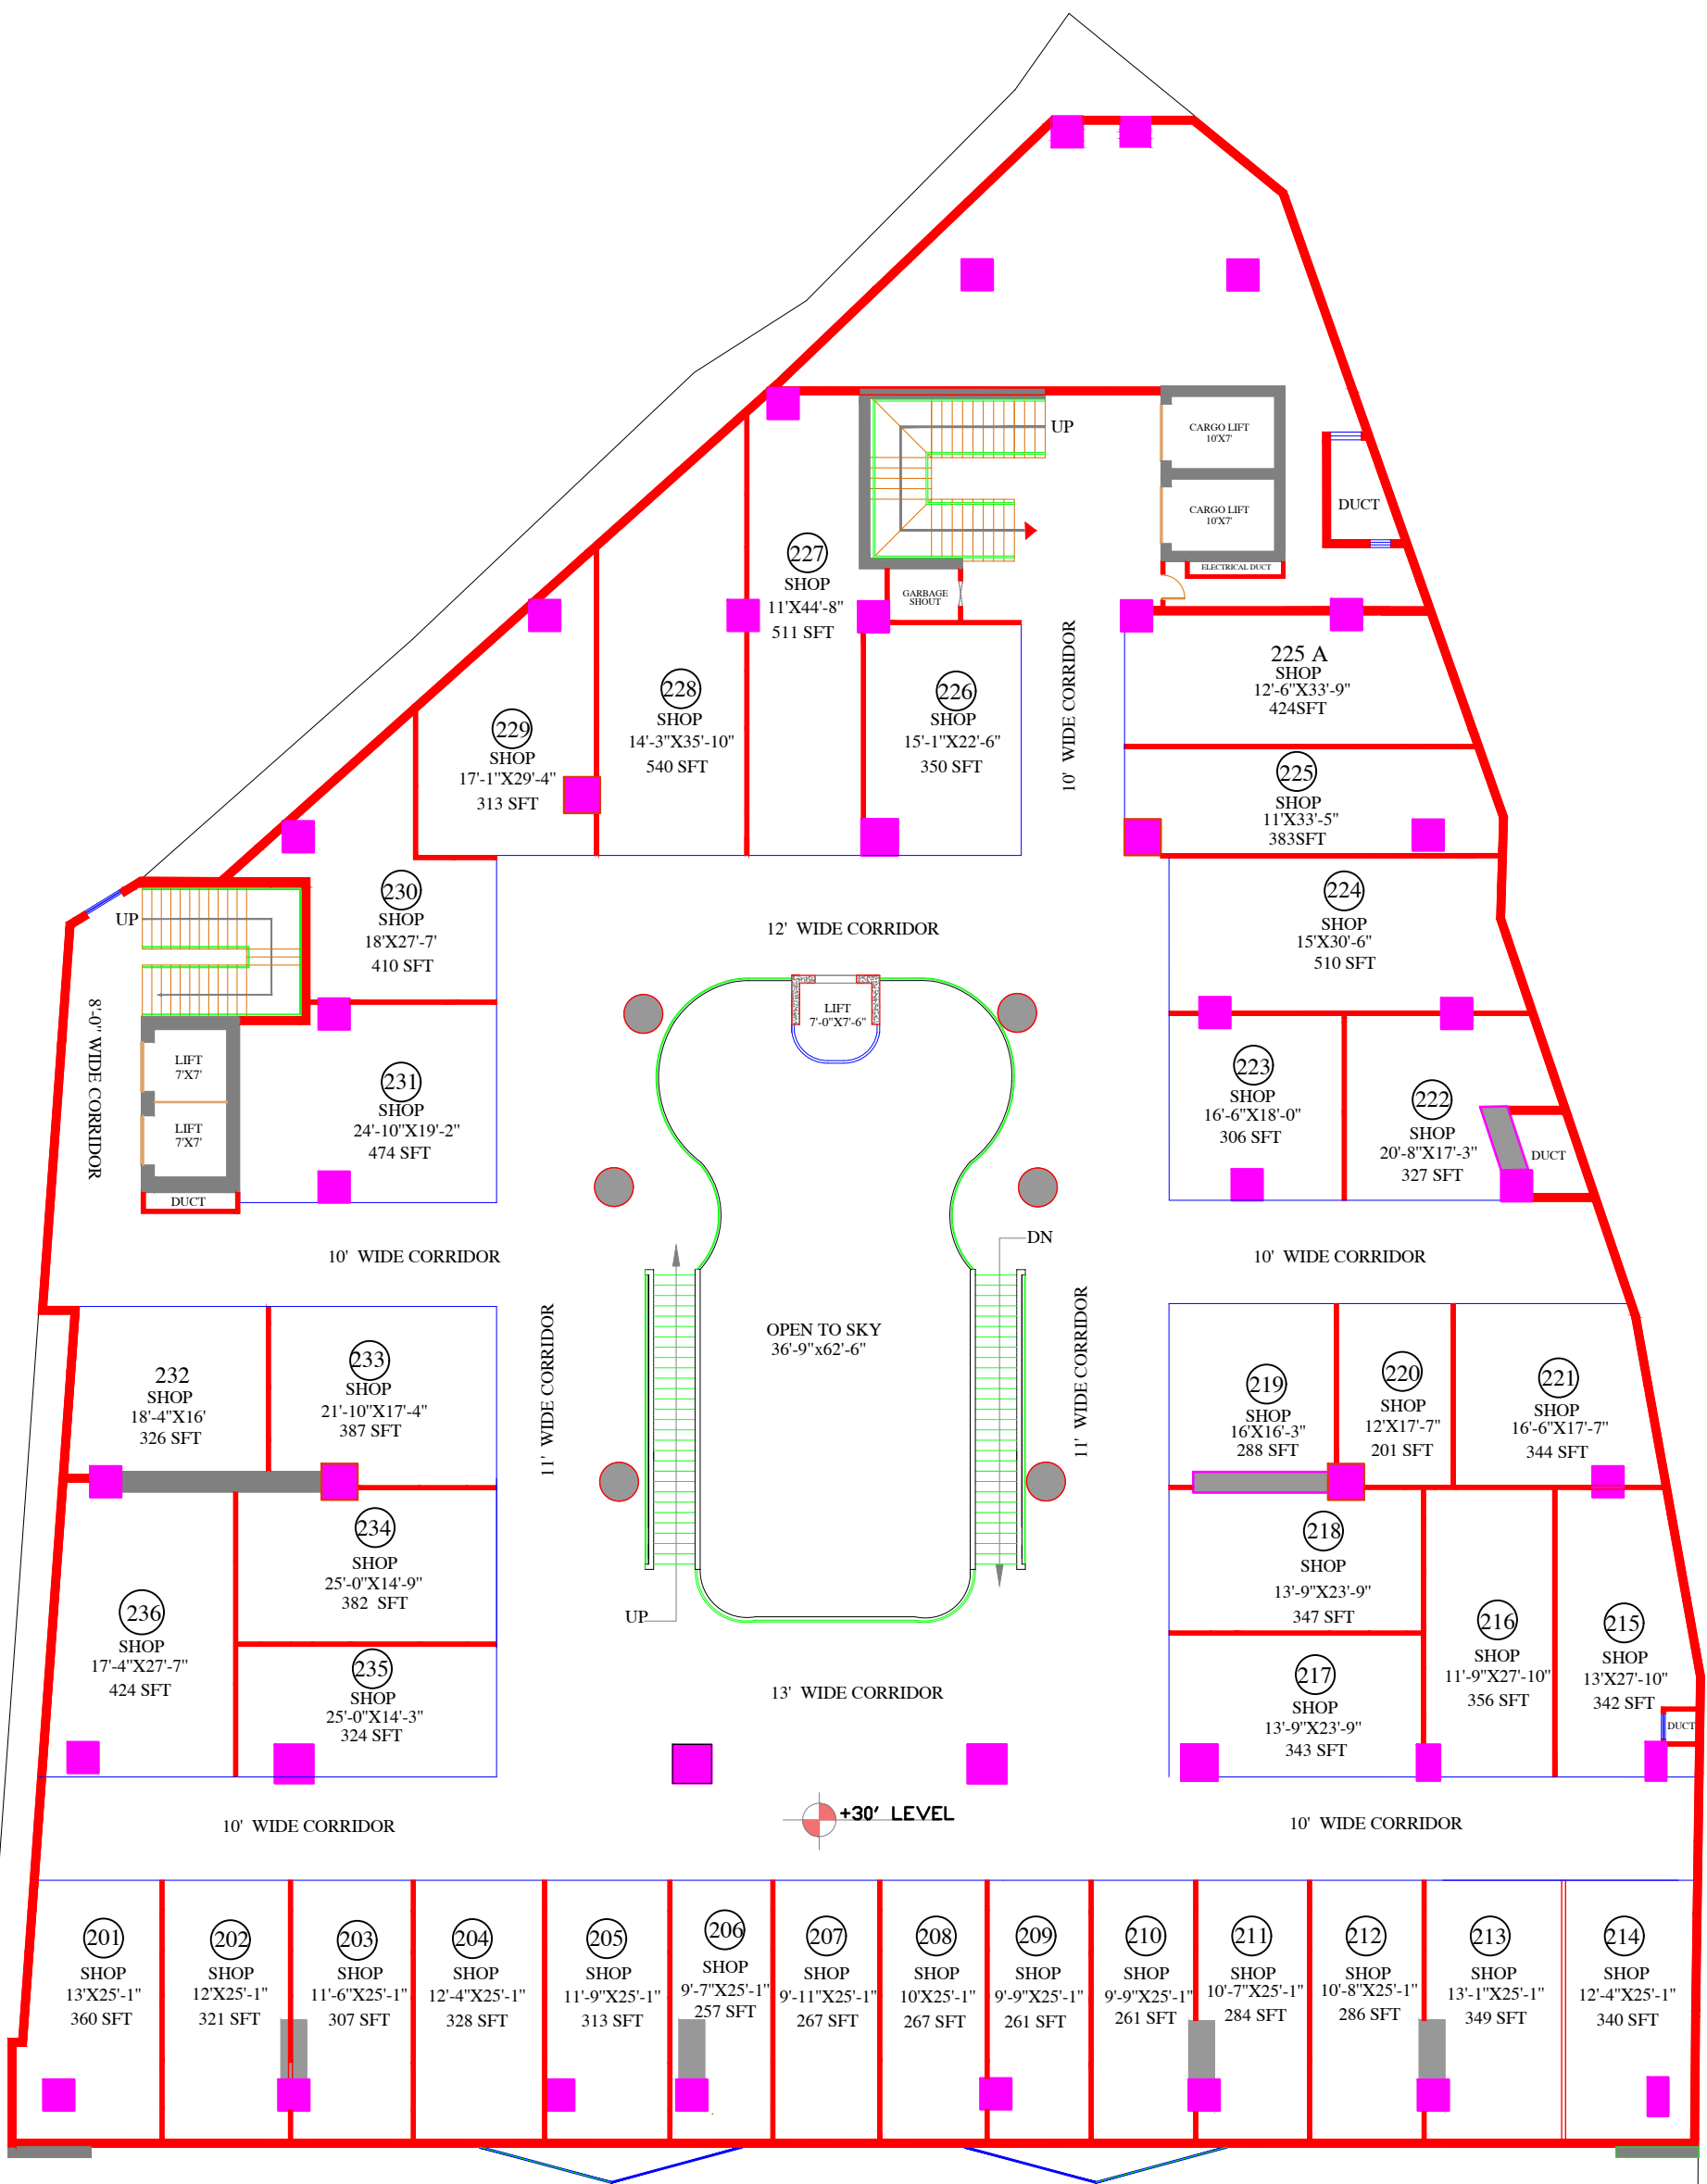 UP
CARGO LIFT
10'X7'
CARGO LIFT
10'X7'
DUCT
ELECTRICAL DUCT
227
SHOP
11'X44'-8"
511 SFT
GARBAGE
SHOUT
10' WIDE CORRIDOR
225 A
SHOP
12'-6"X33'-9"
424SFT
228
SHOP
14'-3"X35'-10"
540 SFT
226
SHOP
15'-1"X22'-6"
350 SFT
229
SHOP
17'-1"X29'-4"
313 SFT
225
SHOP
11'X33'-5"
383SFT
230
SHOP
18'X27'-7'
410 SFT
UP
12' WIDE CORRIDOR
224
SHOP
15'X30'-6"
510 SFT
8'-0" WIDE CORRIDOR
LIFT
7'X7'
LIFT
7'X7'
DUCT
231
SHOP
24'-10"X19'-2"
474 SFT
LIFT
7'-0"X7'-6"
223
SHOP
16'-6"X18'-0"
306 SFT
222
SHOP
20'-8"X17'-3"
327 SFT
DUCT
10' WIDE CORRIDOR
DN
10' WIDE CORRIDOR
11' WIDE CORRIDOR
OPEN TO SKY
36'-9"x62'-6"
11' WIDE CORRIDOR
232
SHOP
18'-4"X16'
326 SFT
233
SHOP
21'-10"X17'-4"
387 SFT
219
SHOP
16'X16'-3"
288 SFT
220
SHOP
12'X17'-7"
201 SFT
221
SHOP
16'-6"X17'-7"
344 SFT
234
SHOP
25'-0"X14'-9"
382 SFT
218
SHOP
13'-9"X23'-9"
347 SFT
236
SHOP
17'-4"X27'-7"
424 SFT
UP
216
SHOP
11'-9"X27'-10"
356 SFT
215
SHOP
13'X27'-10"
342 SFT
235
SHOP
25'-0"X14'-3"
324 SFT
13' WIDE CORRIDOR
217
SHOP
13'-9"X23'-9"
343 SFT
DUCT
10' WIDE CORRIDOR
+30' LEVEL
10' WIDE CORRIDOR
201
SHOP
13'X25'-1"
360 SFT
202
SHOP
12'X25'-1"
321 SFT
203
SHOP
11'-6"X25'-1"
307 SFT
204
SHOP
12'-4"X25'-1"
328 SFT
205
SHOP
11'-9"X25'-1"
313 SFT
206
SHOP
9'-7"X25'-1"
257 SFT
207
SHOP
9'-11"X25'-1"
267 SFT
208
SHOP
10'X25'-1"
267 SFT
209
SHOP
9'-9"X25'-1"
261 SFT
210
SHOP
9'-9"X25'-1"
261 SFT
211
SHOP
10'-7"X25'-1"
284 SFT
212
SHOP
10'-8"X25'-1"
286 SFT
213
SHOP
13'-1"X25'-1"
349 SFT
214
SHOP
12'-4"X25'-1"
340 SFT